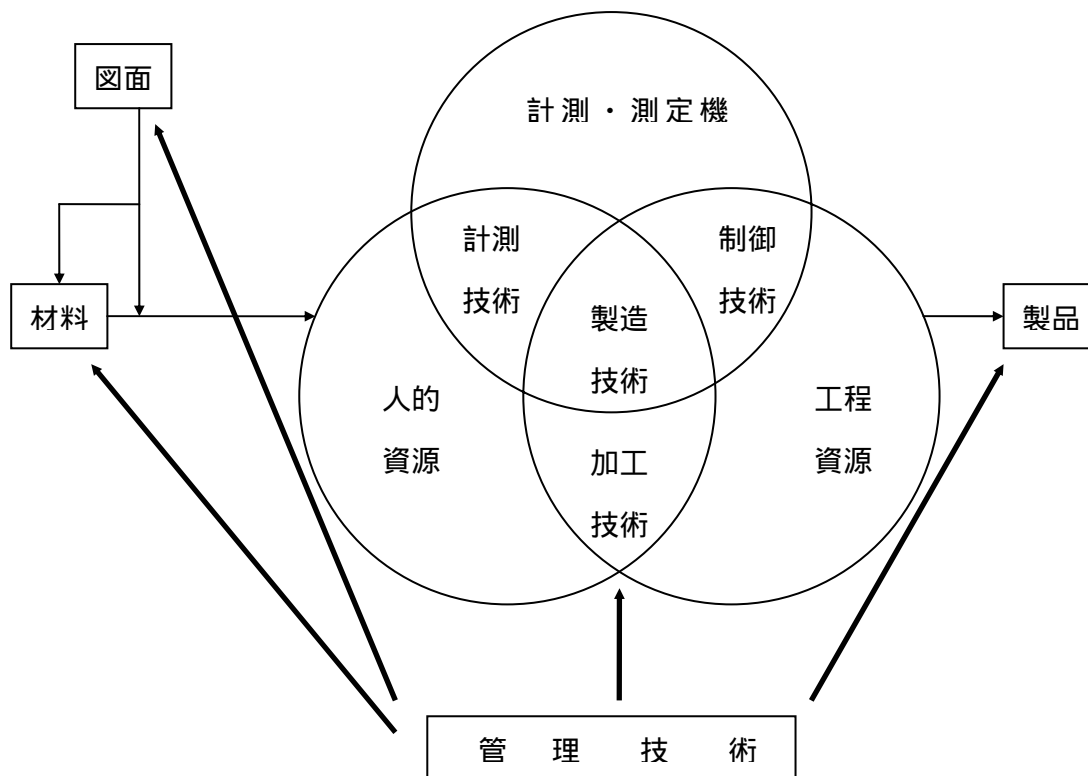 図面
計測・測定機
計測
技術
制御
技術
材料
製造
技術
製品
人的
資源
工程
資源
加工
技術
管理技術